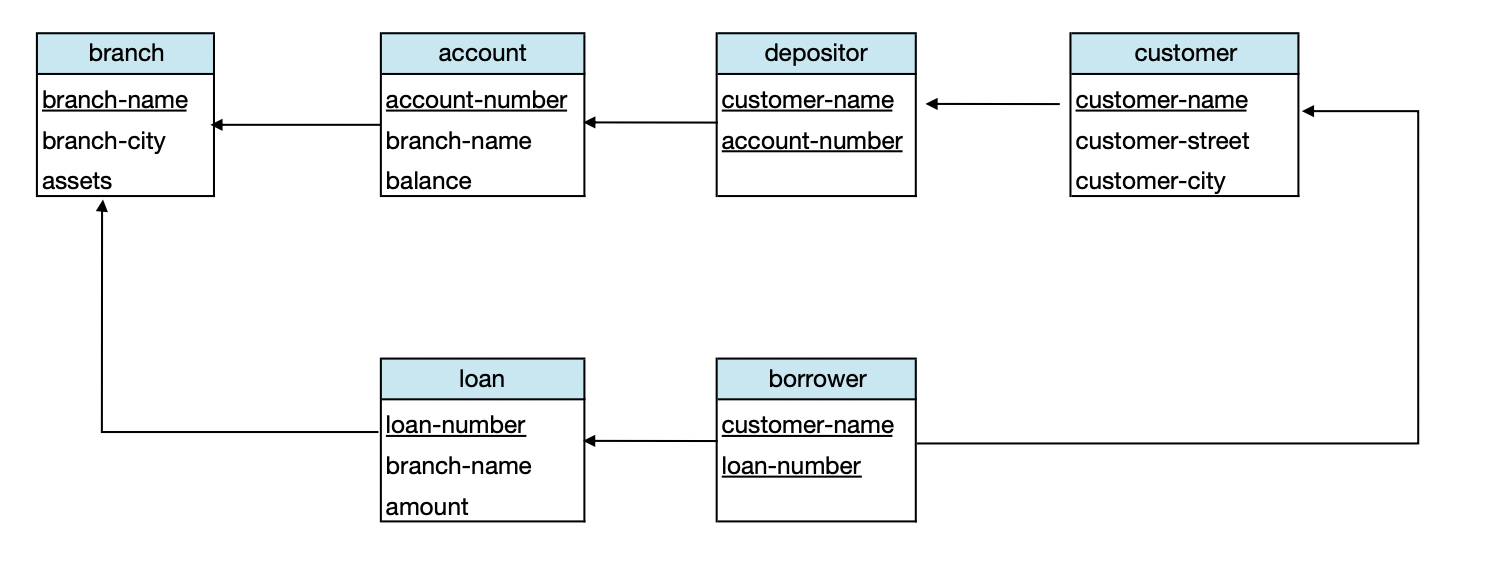 branch
branch-name
branch-city
assets
account
account-number
branch-name
balance
depositor
customer-name
account-number
customer
customer-name
customer-street
customer-city
loan
loan-number
branch-name
amount
borrower
customer-name
loan-number